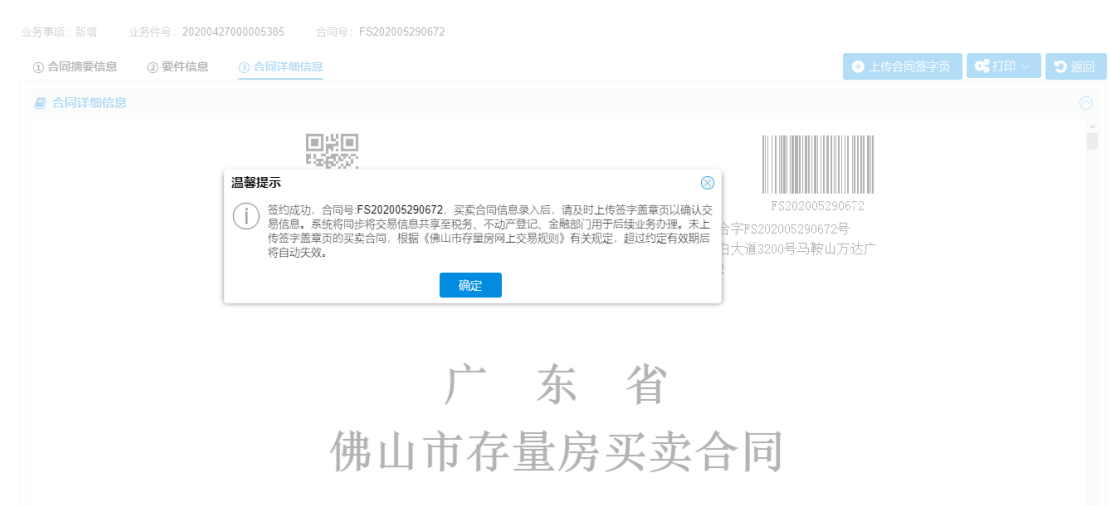 业务事项：新增 业务件号：20200427000005385 合同号：FS202005290672
① 合同摘要信息 ② 要件信息 ③ 合同详细信息 上传合同签字页 打印 返回
合同详细信息
温馨提示
签约成功，合同号:FS202005290672，买卖合同信息录入后，请及时上传签字盖章页以确认交
易信息。系统将同步将交易信息共享至税务、不动产登记、金融部门用于后续业务办理。未上
传签字盖章页的买卖合同，根据《佛山市存量房网上交易规则》有关规定，超过约定有效期后
将自动失效。
确定
FS202005290672
合字FS202005290672号
白大道3200号马鞍山万达广
广 东 省
佛山市存量房买卖合同